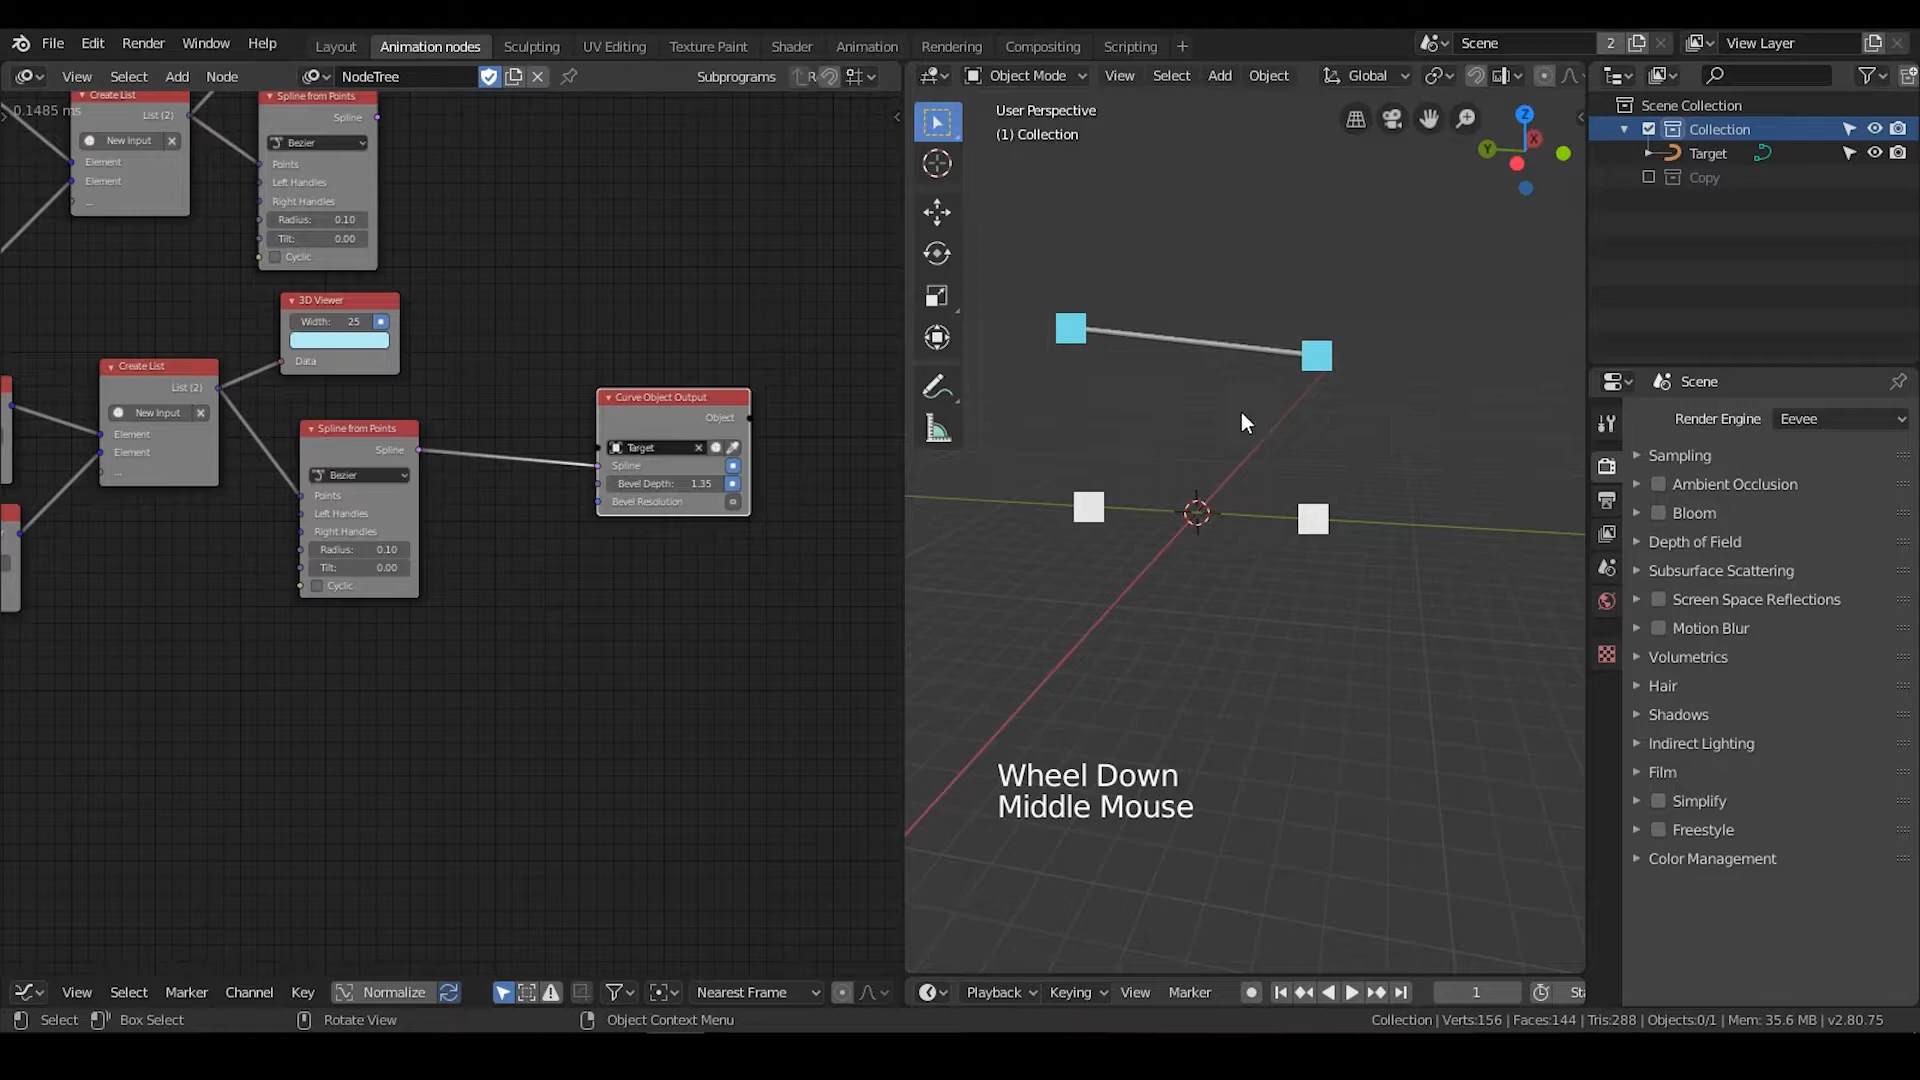 File Edit Render Window Help
Layout Animation nodes Sculpting UV Editing Texture Paint Shader Animation Rendering Compositing Scripting +
Scene 2 View Layer
View Select Add Node NodeTree Subprograms
Object Mode View Select Add Object Global
0.1485 ms
Create List
List (2)
New Input
Element
Element
...
Spline from Points
Spline
Bezier
Points
Left Handles
Right Handles
Radius: 0.10
Tilt: 0.00
Cyclic
3D Viewer
Width: 25
Data
Create List
List (2)
New Input
Element
Element
...
Spline from Points
Spline
Bezier
Points
Left Handles
Right Handles
Radius: 0.10
Tilt: 0.00
Cyclic
Curve Object Output
Object
Target
Spline
Bevel Depth: 1.35
Bevel Resolution
User Perspective
(1) Collection
Z
X
Y
Wheel Down
Middle Mouse
Scene Collection
Collection
Target
Copy
Scene
Render Engine Eevee
Sampling
Ambient Occlusion
Bloom
Depth of Field
Subsurface Scattering
Screen Space Reflections
Motion Blur
Volumetrics
Hair
Shadows
Indirect Lighting
Film
Simplify
Freestyle
Color Management
View Select Marker Channel Key Normalize Nearest Frame
Playback Keying View Marker 1 Sta
Select Box Select Rotate View Object Context Menu
Collection | Verts:156 | Faces:144 | Tris:288 | Objects:0/1 | Mem: 35.6 MB | v2.80.75